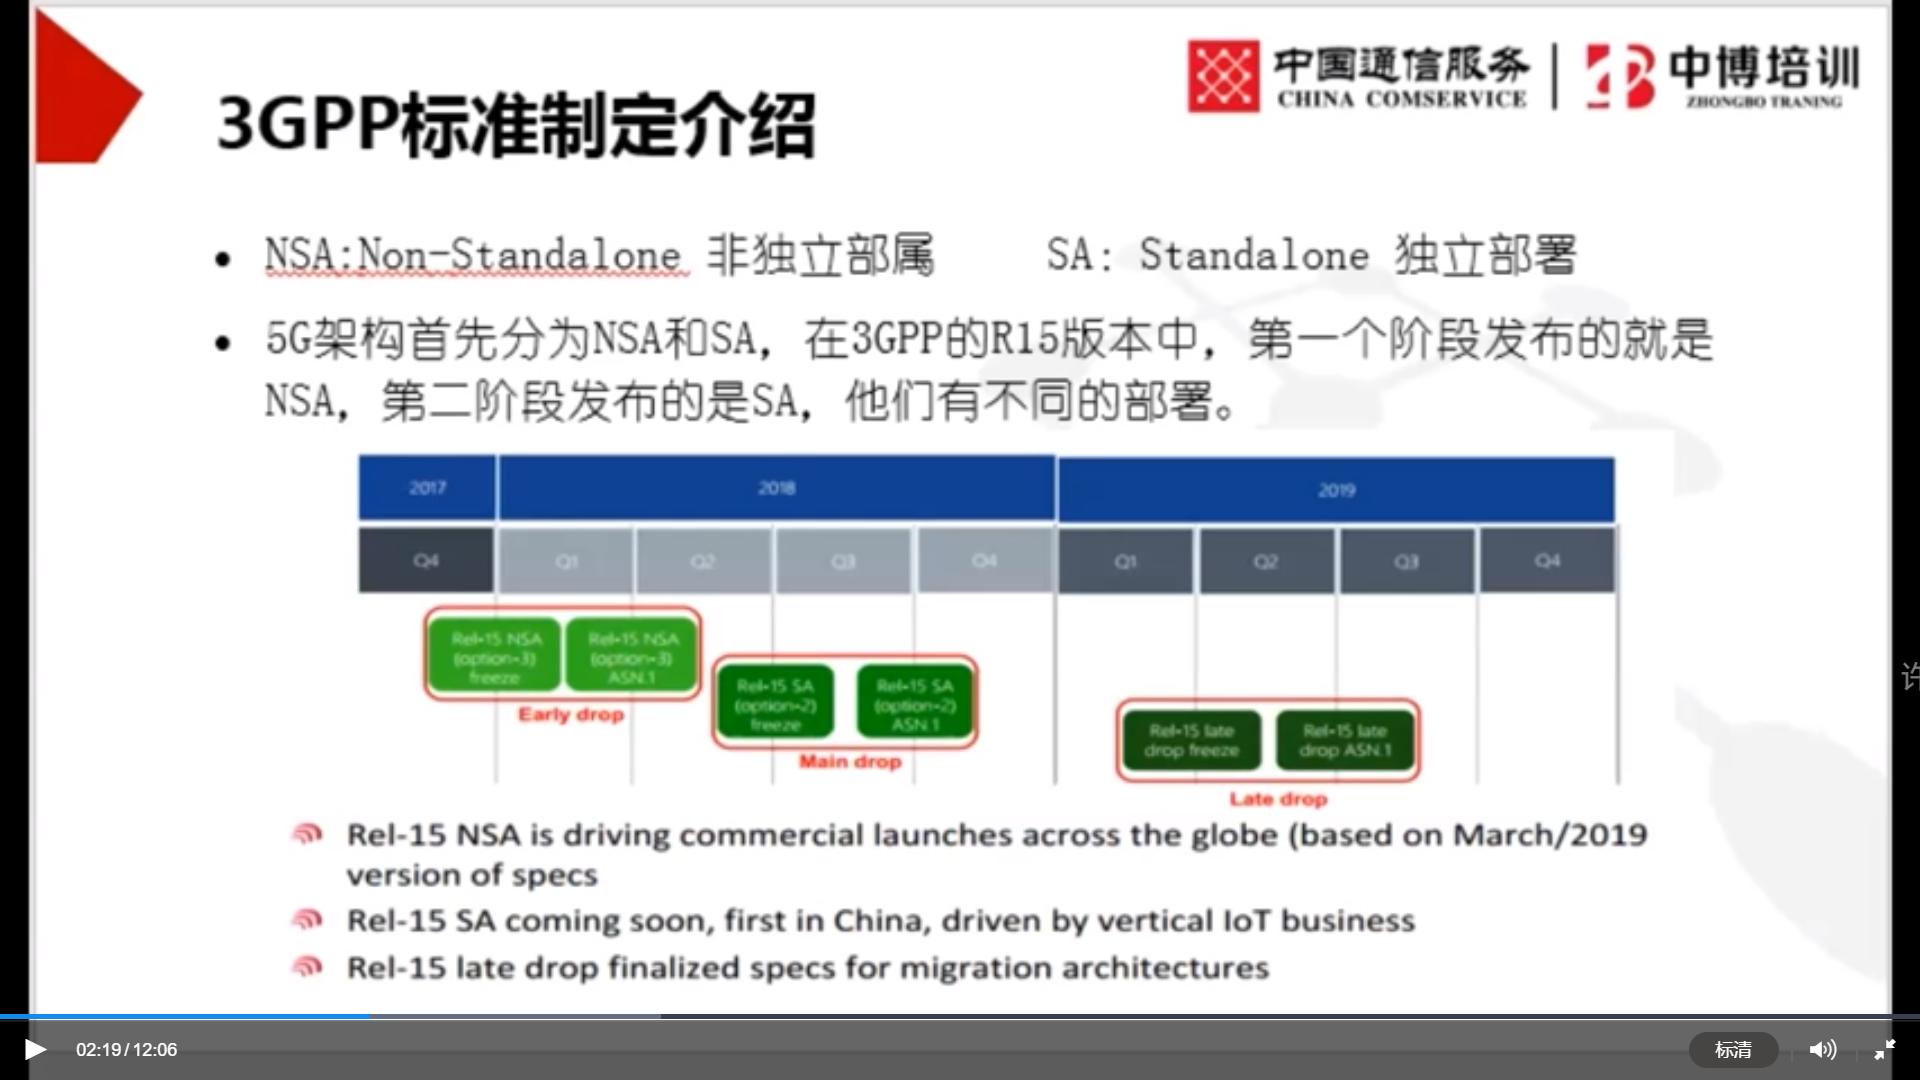 中国通信服务
CHINA COMSERVICE
中博培训
ZHONGBO TRANING
3GPP标准制定介绍
NSA:Non-Standalone 非独立部属 SA: Standalone 独立部署
5G架构首先分为NSA和SA，在3GPP的R15版本中，第一个阶段发布的就是
NSA，第二阶段发布的是SA，他们有不同的部署。
2017 2018 2019
Q4 Q1 Q2 Q3 Q4 Q1 Q2 Q3 Q4
Rel-15 NSA
(option-3)
freeze
Rel-15 NSA
(option-3)
ASN.1
Early drop
Rel-15 SA
(option-2)
freeze
Rel-15 SA
(option-2)
ASN.1
Main drop
Rel-15 late
drop freeze
Rel-15 late
drop ASN.1
Late drop
Rel-15 NSA is driving commercial launches across the globe (based on March/2019
version of specs
Rel-15 SA coming soon, first in China, driven by vertical IoT business
Rel-15 late drop finalized specs for migration architectures
02:19/12:06
标清